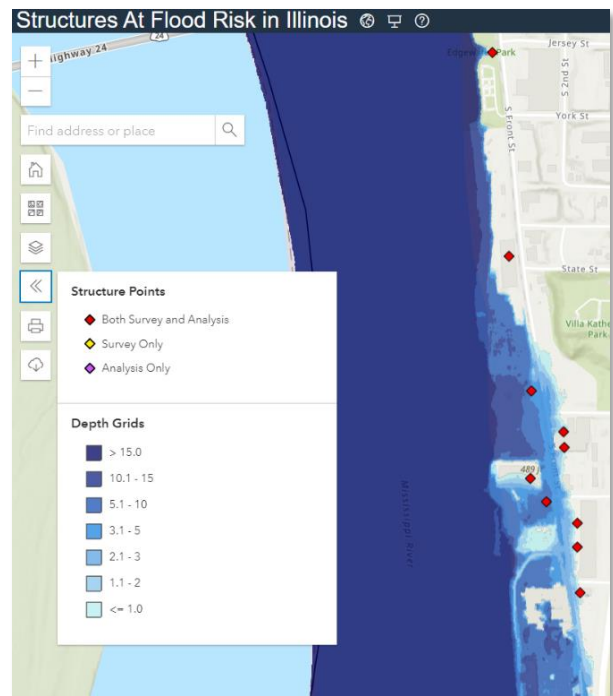 Structures At Flood Risk in Illinois
24
Highway 24
Jersey St
S 2nd St
York St
S Front St
Find address or place
State St
Structure Points
Both Survey and Analysis
Survey Only
Analysis Only
Villa Kathe
Park
Depth Grids
> 15.0
10.1 - 15
5.1 - 10
3.1 - 5
2.1 - 3
1.1 - 2
<= 1.0
Mississippi River